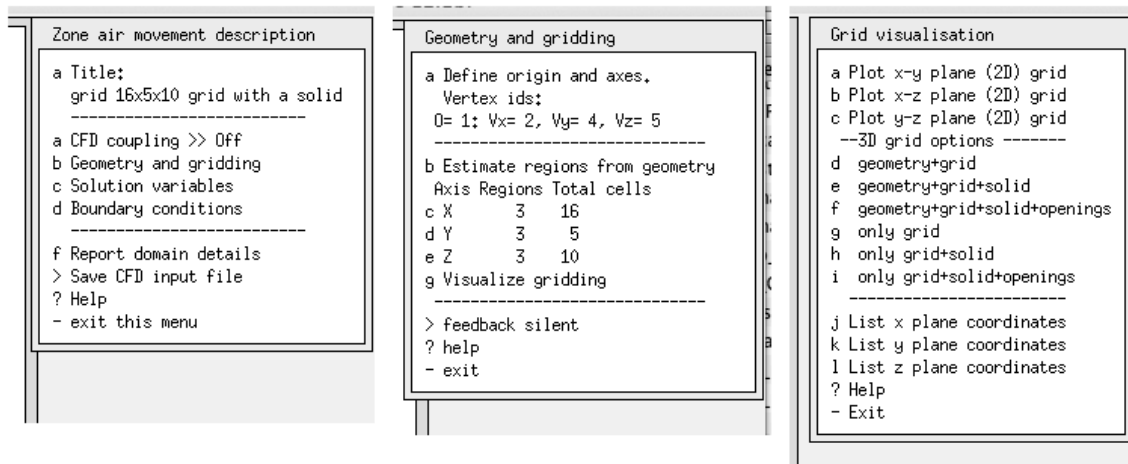 Zone air movement description
a Title:
grid 16x5x10 grid with a solid
--------------------------
a CFD coupling >> Off
b Geometry and gridding
c Solution variables
d Boundary conditions
--------------------------
f Report domain details
> Save CFD input file
? Help
- exit this menu
Geometry and gridding
a Define origin and axes.
Vertex ids:
O= 1: Vx= 2, Vy= 4, Vz= 5
------------------------------
b Estimate regions from geometry
Axis Regions Total cells
c X 3 16
d Y 3 5
e Z 3 10
g Visualize gridding
------------------------------
> feedback silent
? help
- exit
Grid visualisation
a Plot x-y plane (2D) grid
b Plot x-z plane (2D) grid
c Plot y-z plane (2D) grid
--3D grid options -------
d geometry+grid
e geometry+grid+solid
f geometry+grid+solid+openings
g only grid
h only grid+solid
i only grid+solid+openings
------------------------
j List x plane coordinates
k List y plane coordinates
l List z plane coordinates
? Help
- Exit